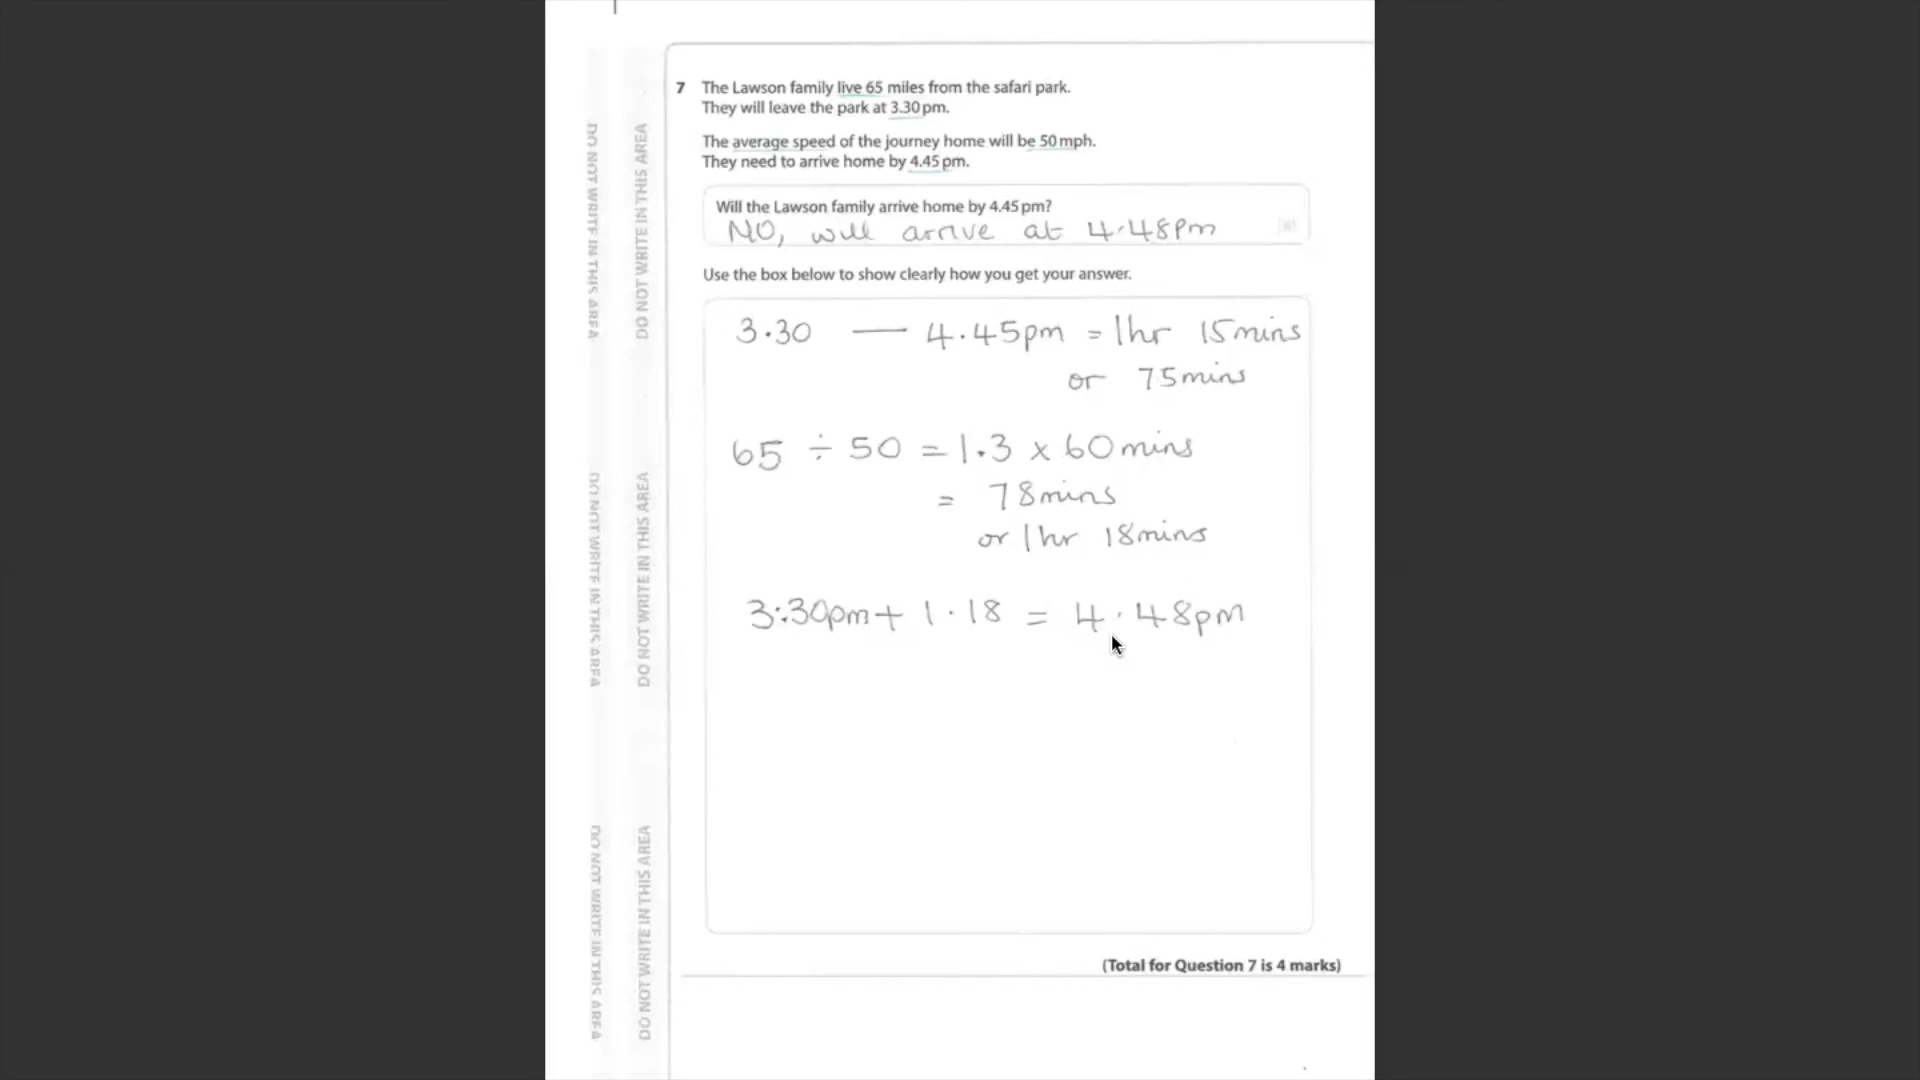 7 The Lawson family live 65 miles from the safari park.
They will leave the park at 3.30 pm.
The average speed of the journey home will be 50 mph.
They need to arrive home by 4.45 pm.
Will the Lawson family arrive home by 4.45 pm?
NO, will arrive at 4.48pm
Use the box below to show clearly how you get your answer.
3.30 — 4.45pm = 1hr 15mins
or 75mins
65 ÷ 50 = 1.3 x 60mins
= 78mins
or 1hr 18mins
3:30pm + 1.18 = 4.48pm
(Total for Question 7 is 4 marks)
DO NOT WRITE IN THIS AREA
DO NOT WRITE IN THIS AREA
DO NOT WRITE IN THIS AREA
DO NOT WRITE IN THIS AREA
DO NOT WRITE IN THIS AREA
DO NOT WRITE IN THIS AREA